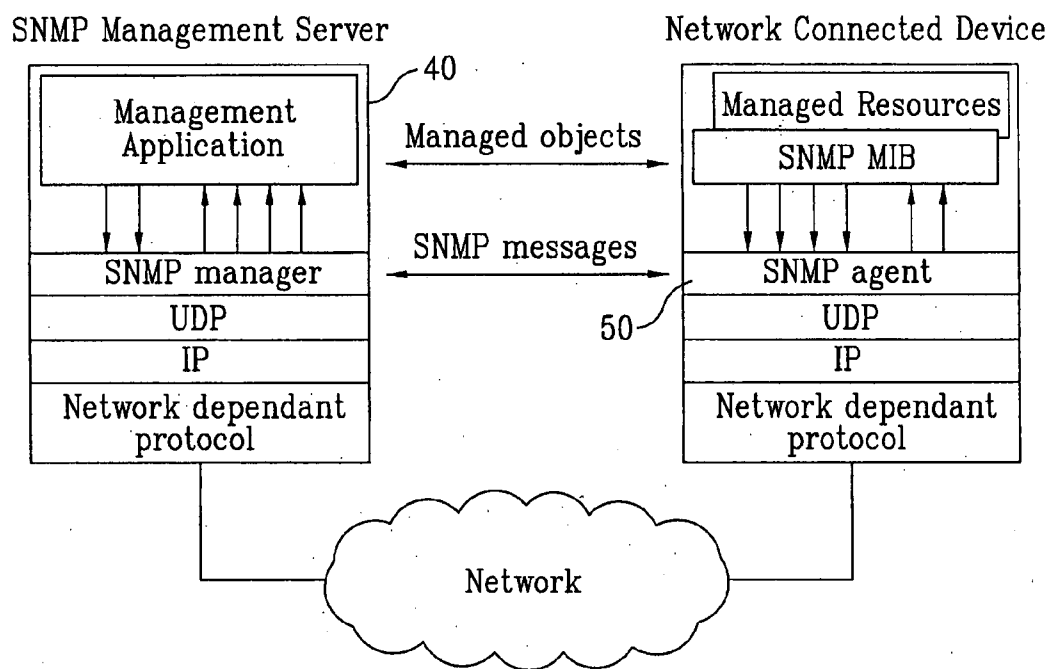 SNMP Management Server
Network Connected Device
40
Management
Application
Managed Resources
SNMP MIB
Managed objects
SNMP messages
SNMP manager
UDP
IP
Network dependant
protocol
SNMP agent
50
UDP
IP
Network dependant
protocol
Network